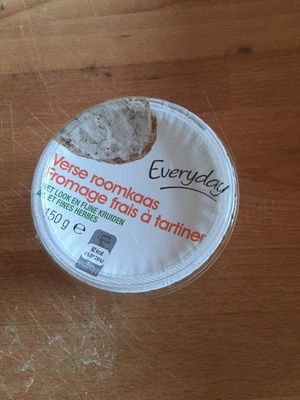 Everyday
Verse roomkaas
Fromage frais à tartiner
MET LOOK EN FIJNE KRUIDEN
AIL ET FINES HERBES
150 g e